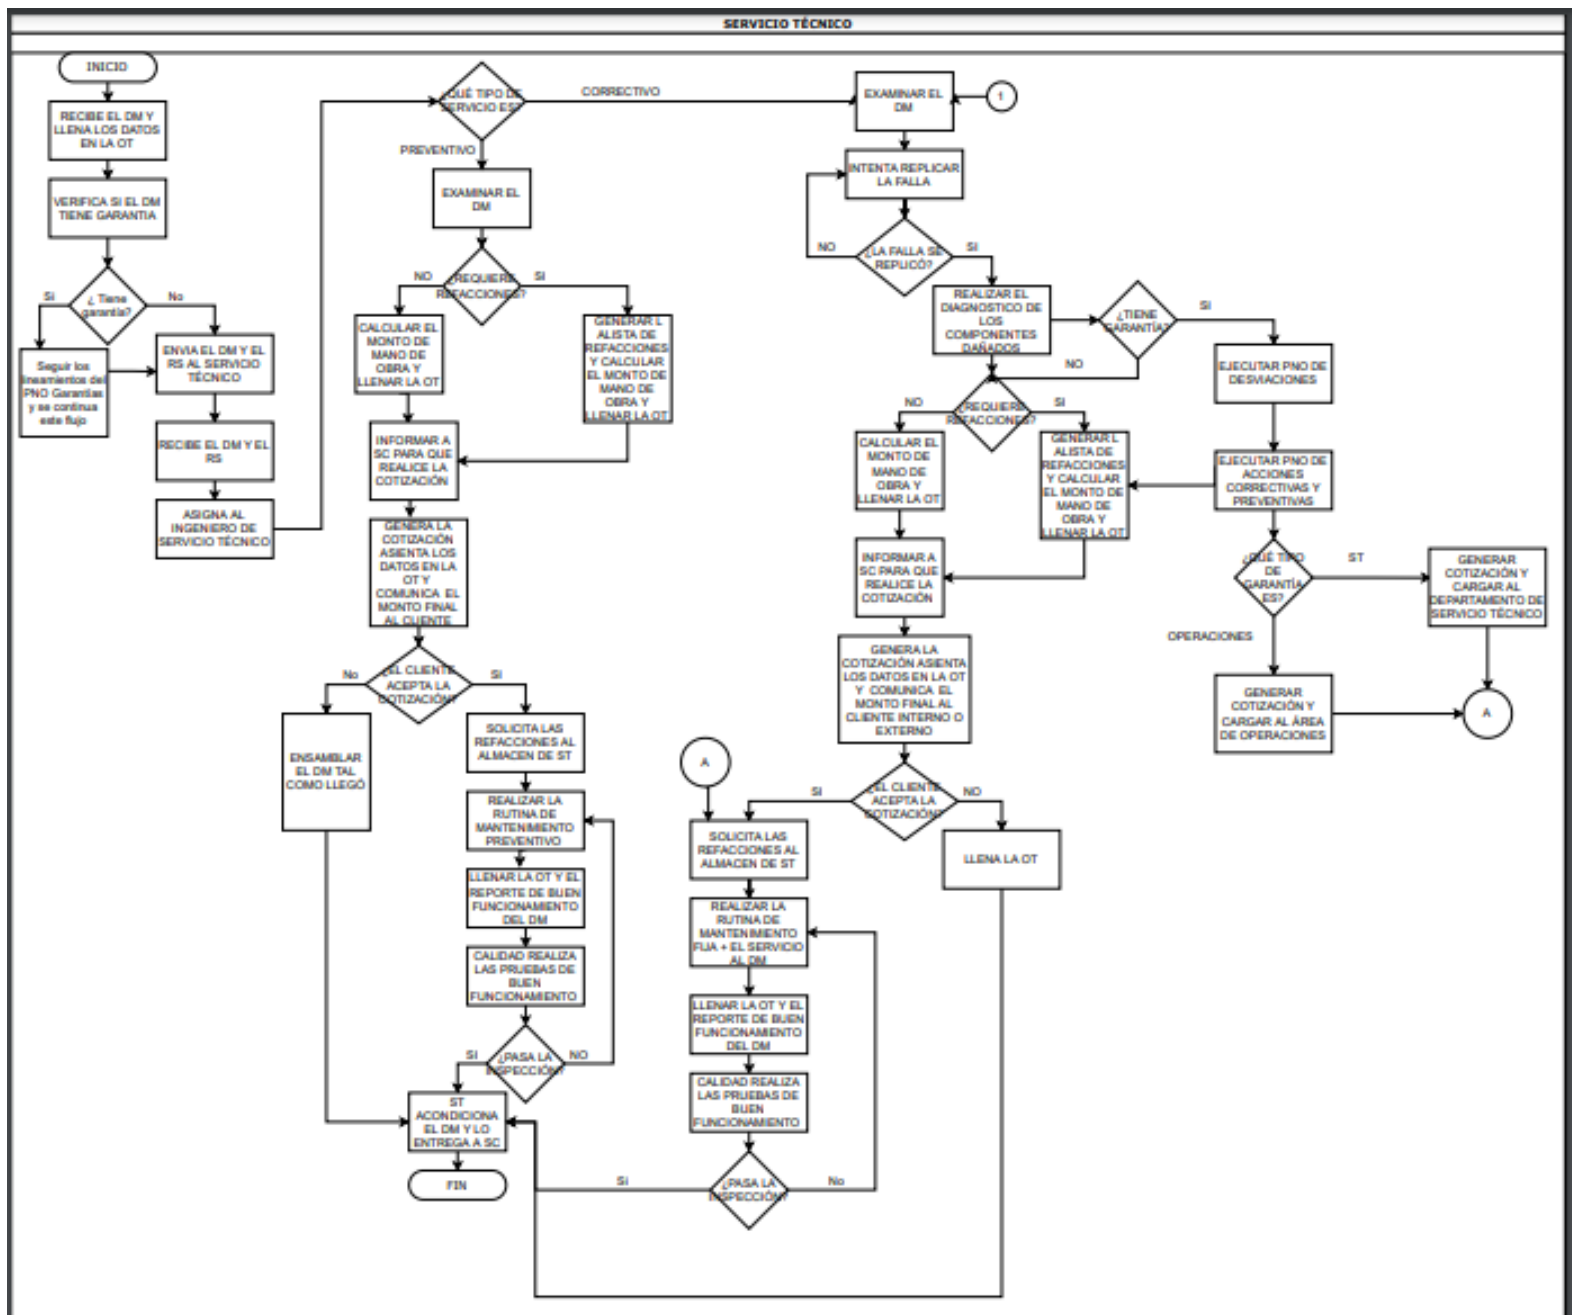 SERVICIO TÉCNICO
INICIO
RECIBE EL DM Y
LLENA LOS DATOS
EN LA OT
VERIFICA SI EL DM
TIENE GARANTIA
¿ Tiene
garantía?
Si
No
Seguir los
lineamientos del
PNO Garantías
y se continua
este flujo
ENVIA EL DM Y EL
RS AL SERVICIO
TÉCNICO
RECIBE EL DM Y EL
RS
ASIGNA AL
INGENIERO DE
SERVICIO TÉCNICO
¿QUÉ TIPO DE
SERVICIO ES?
CORRECTIVO
PREVENTIVO
EXAMINAR EL
DM
¿REQUIERE
REFACCIONES?
NO
SI
CALCULAR EL
MONTO DE
MANO DE
OBRA Y
LLENAR LA OT
GENERAR L
ALISTA DE
REFACCIONES
Y CALCULAR
EL MONTO DE
MANO DE
OBRA Y
LLENAR LA OT
INFORMAR A
SC PARA QUE
REALICE LA
COTIZACIÓN
GENERA LA
COTIZACIÓN
ASIENTA LOS
DATOS EN LA
OT Y
COMUNICA EL
MONTO FINAL
AL CLIENTE
¿EL CLIENTE
ACEPTA LA
COTIZACIÓN?
No
SI
ENSAMBLAR
EL DM TAL
COMO LLEGÓ
SOLICITA LAS
REFACCIONES AL
ALMACEN DE ST
REALIZAR LA
RUTINA DE
MANTENIMIENTO
PREVENTIVO
LLENAR LA OT Y EL
REPORTE DE BUEN
FUNCIONAMIENTO
DEL DM
CALIDAD REALIZA
LAS PRUEBAS DE
BUEN
FUNCIONAMIENTO
¿PASA LA
INSPECCIÓN?
SI
NO
ST
ACONDICIONA
EL DM Y LO
ENTREGA A SC
FIN
EXAMINAR EL
DM
1
INTENTA REPLICAR
LA FALLA
¿LA FALLA SE
REPLICÓ?
NO
SI
REALIZAR EL
DIAGNOSTICO DE
LOS
COMPONENTES
DAÑADOS
¿TIENE
GARANTÍA?
SI
NO
¿REQUIERE
REFACCIONES?
NO
SI
CALCULAR EL
MONTO DE
MANO DE
OBRA Y
LLENAR LA OT
GENERAR L
ALISTA DE
REFACCIONES
Y CALCULAR
EL MONTO DE
MANO DE
OBRA Y
LLENAR LA OT
INFORMAR A
SC PARA QUE
REALICE LA
COTIZACIÓN
GENERA LA
COTIZACIÓN ASIENTA
LOS DATOS EN LA OT
Y COMUNICA EL
MONTO FINAL AL
CLIENTE INTERNO O
EXTERNO
¿EL CLIENTE
ACEPTA LA
COTIZACIÓN?
SI
NO
LLENA LA OT
A
SOLICITA LAS
REFACCIONES AL
ALMACEN DE ST
REALIZAR LA
RUTINA DE
MANTENIMIENTO
FIJA + EL SERVICIO
AL DM
LLENAR LA OT Y EL
REPORTE DE BUEN
FUNCIONAMIENTO
DEL DM
CALIDAD REALIZA
LAS PRUEBAS DE
BUEN
FUNCIONAMIENTO
¿PASA LA
INSPECCIÓN?
Si
No
EJECUTAR PNO DE
DESVIACIONES
EJECUTAR PNO DE
ACCIONES
CORRECTIVAS Y
PREVENTIVAS
¿QUÉ TIPO
DE
GARANTÍA
ES?
ST
OPERACIONES
GENERAR
COTIZACIÓN Y
CARGAR AL
DEPARTAMENTO DE
SERVICIO TÉCNICO
GENERAR
COTIZACIÓN Y
CARGAR AL ÁREA
DE OPERACIONES
A